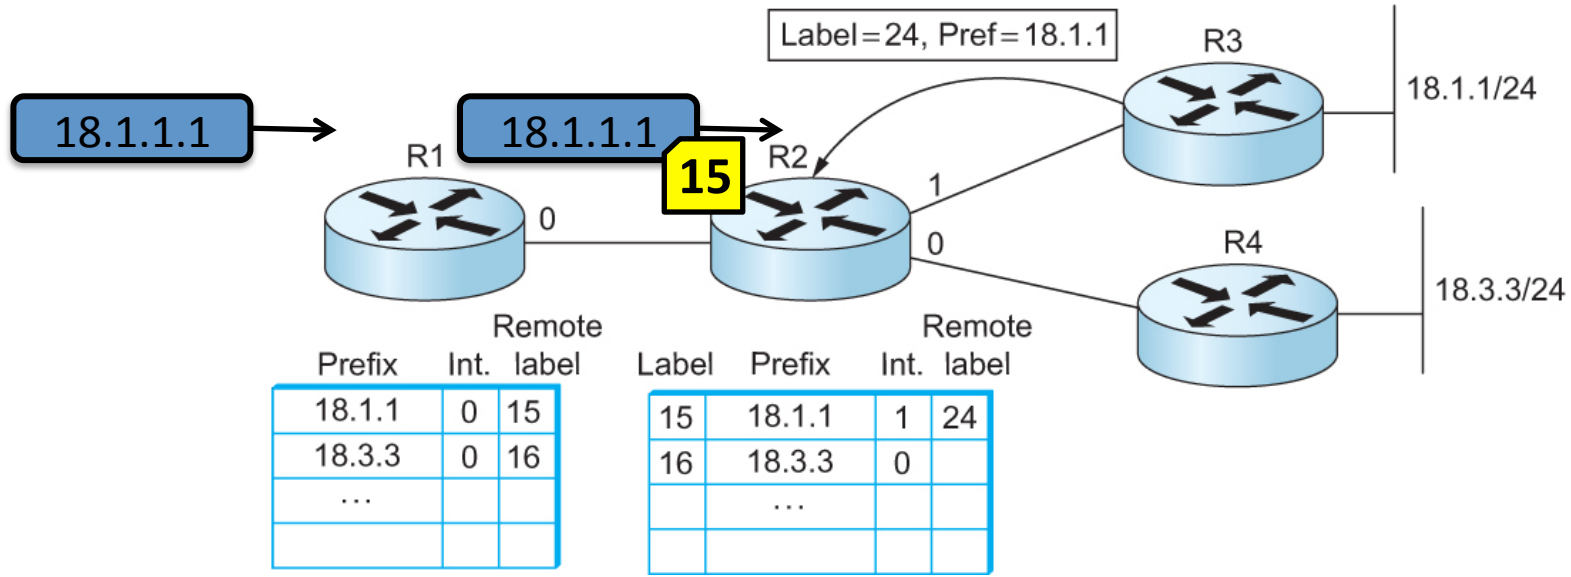 Label=24, Pref=18.1.1
R3
18.1.1/24
18.1.1.1
18.1.1.1
15
R1
R2
0
1
0
R4
18.3.3/24
Remote
Prefix Int. label
18.1.1 0 15
18.3.3 0 16
...
Remote
Label Prefix Int. label
15 18.1.1 1 24
16 18.3.3 0
...